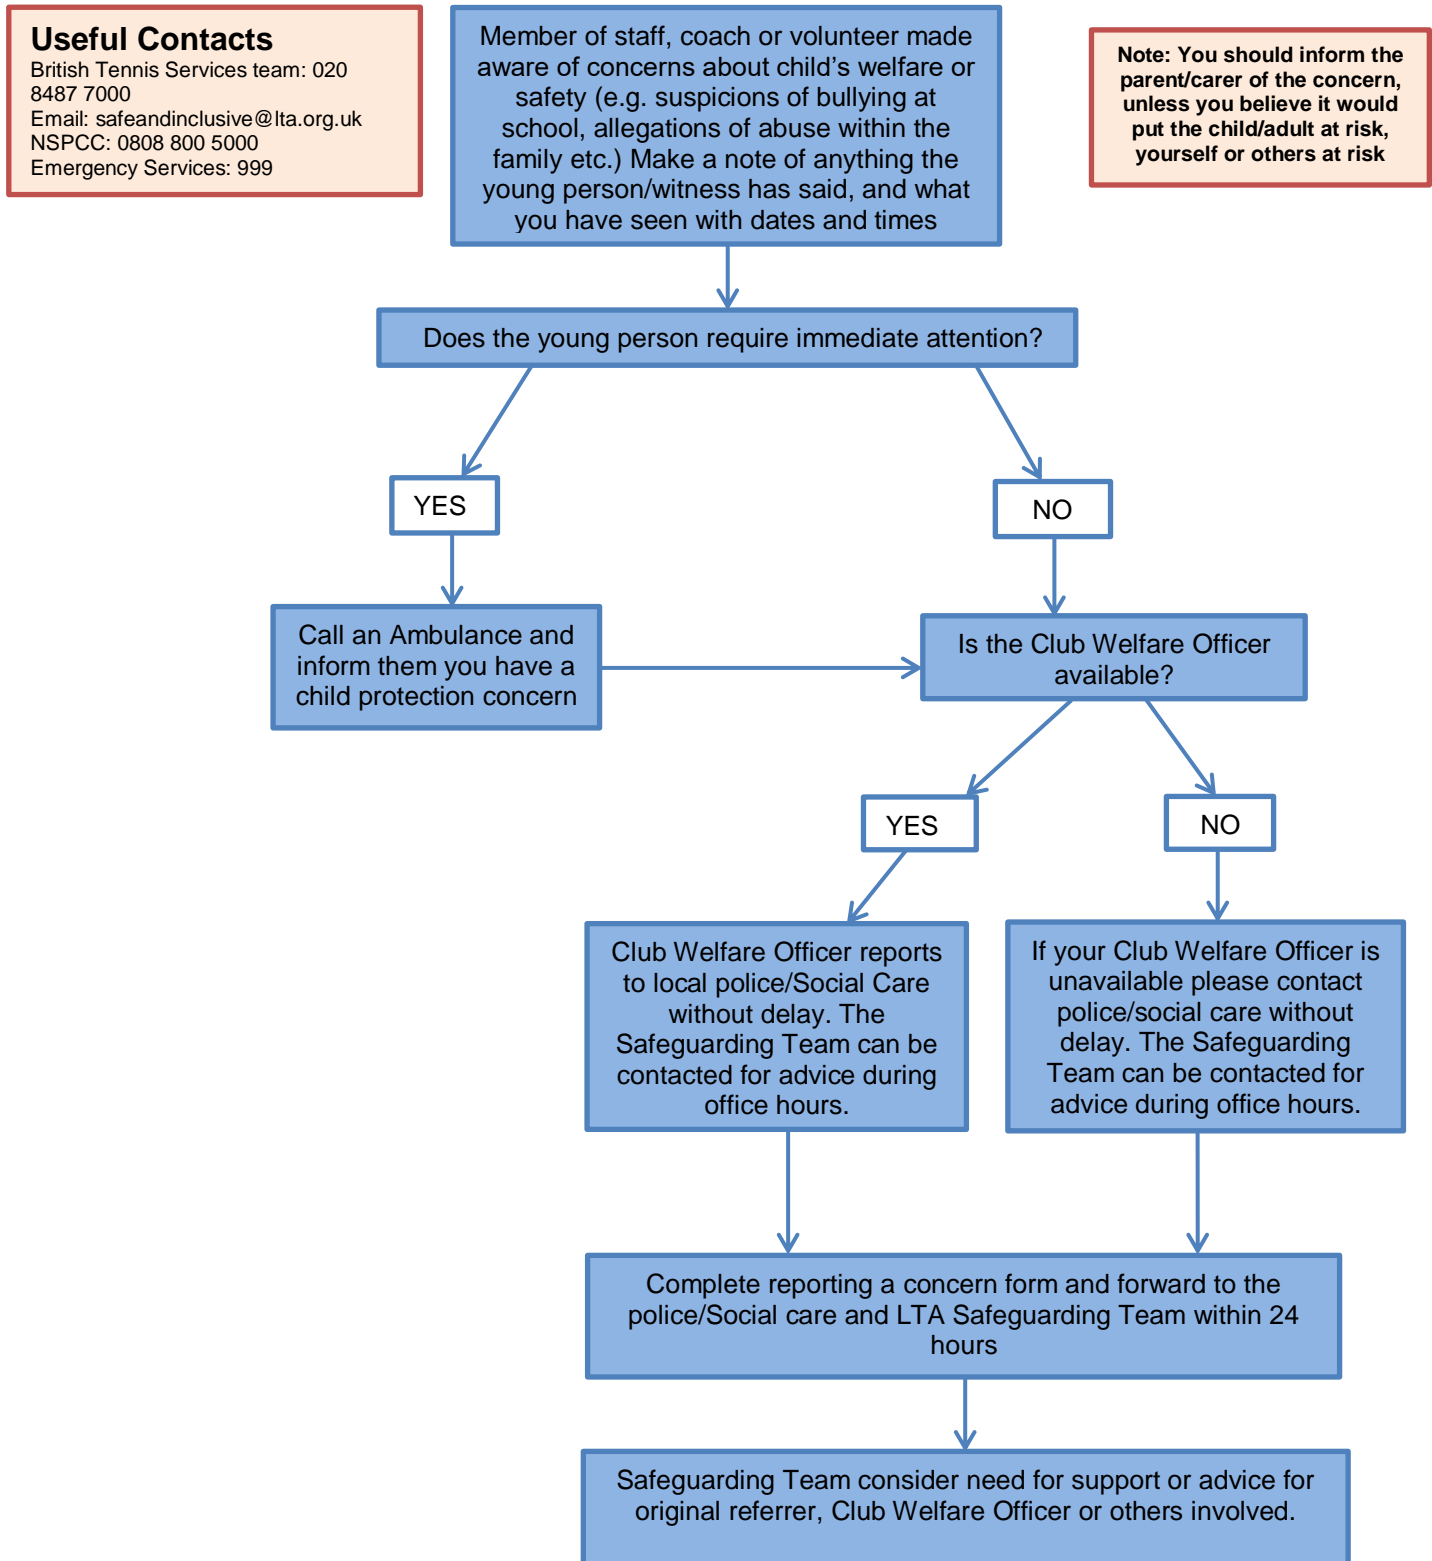 Useful Contacts
British Tennis Services team: 020
8487 7000
Email: safeandinclusive@lta.org.uk
NSPCC: 0808 800 5000
Emergency Services: 999
Member of staff, coach or volunteer made
aware of concerns about child's welfare or
safety (e.g. suspicions of bullying at
school, allegations of abuse within the
family etc.) Make a note of anything the
young person/witness has said, and what
you have seen with dates and times
Note: You should inform the
parent/carer of the concern,
unless you believe it would
put the child/adult at risk,
yourself or others at risk
Does the young person require immediate attention?
YES
NO
Call an Ambulance and
inform them you have a
child protection concern
Is the Club Welfare Officer
available?
YES
NO
Club Welfare Officer reports
to local police/Social Care
without delay. The
Safeguarding Team can be
contacted for advice during
office hours.
If your Club Welfare Officer is
unavailable please contact
police/social care without
delay. The Safeguarding
Team can be contacted for
advice during office hours.
Complete reporting a concern form and forward to the
police/Social care and LTA Safeguarding Team within 24
hours
Safeguarding Team consider need for support or advice for
original referrer, Club Welfare Officer or others involved.